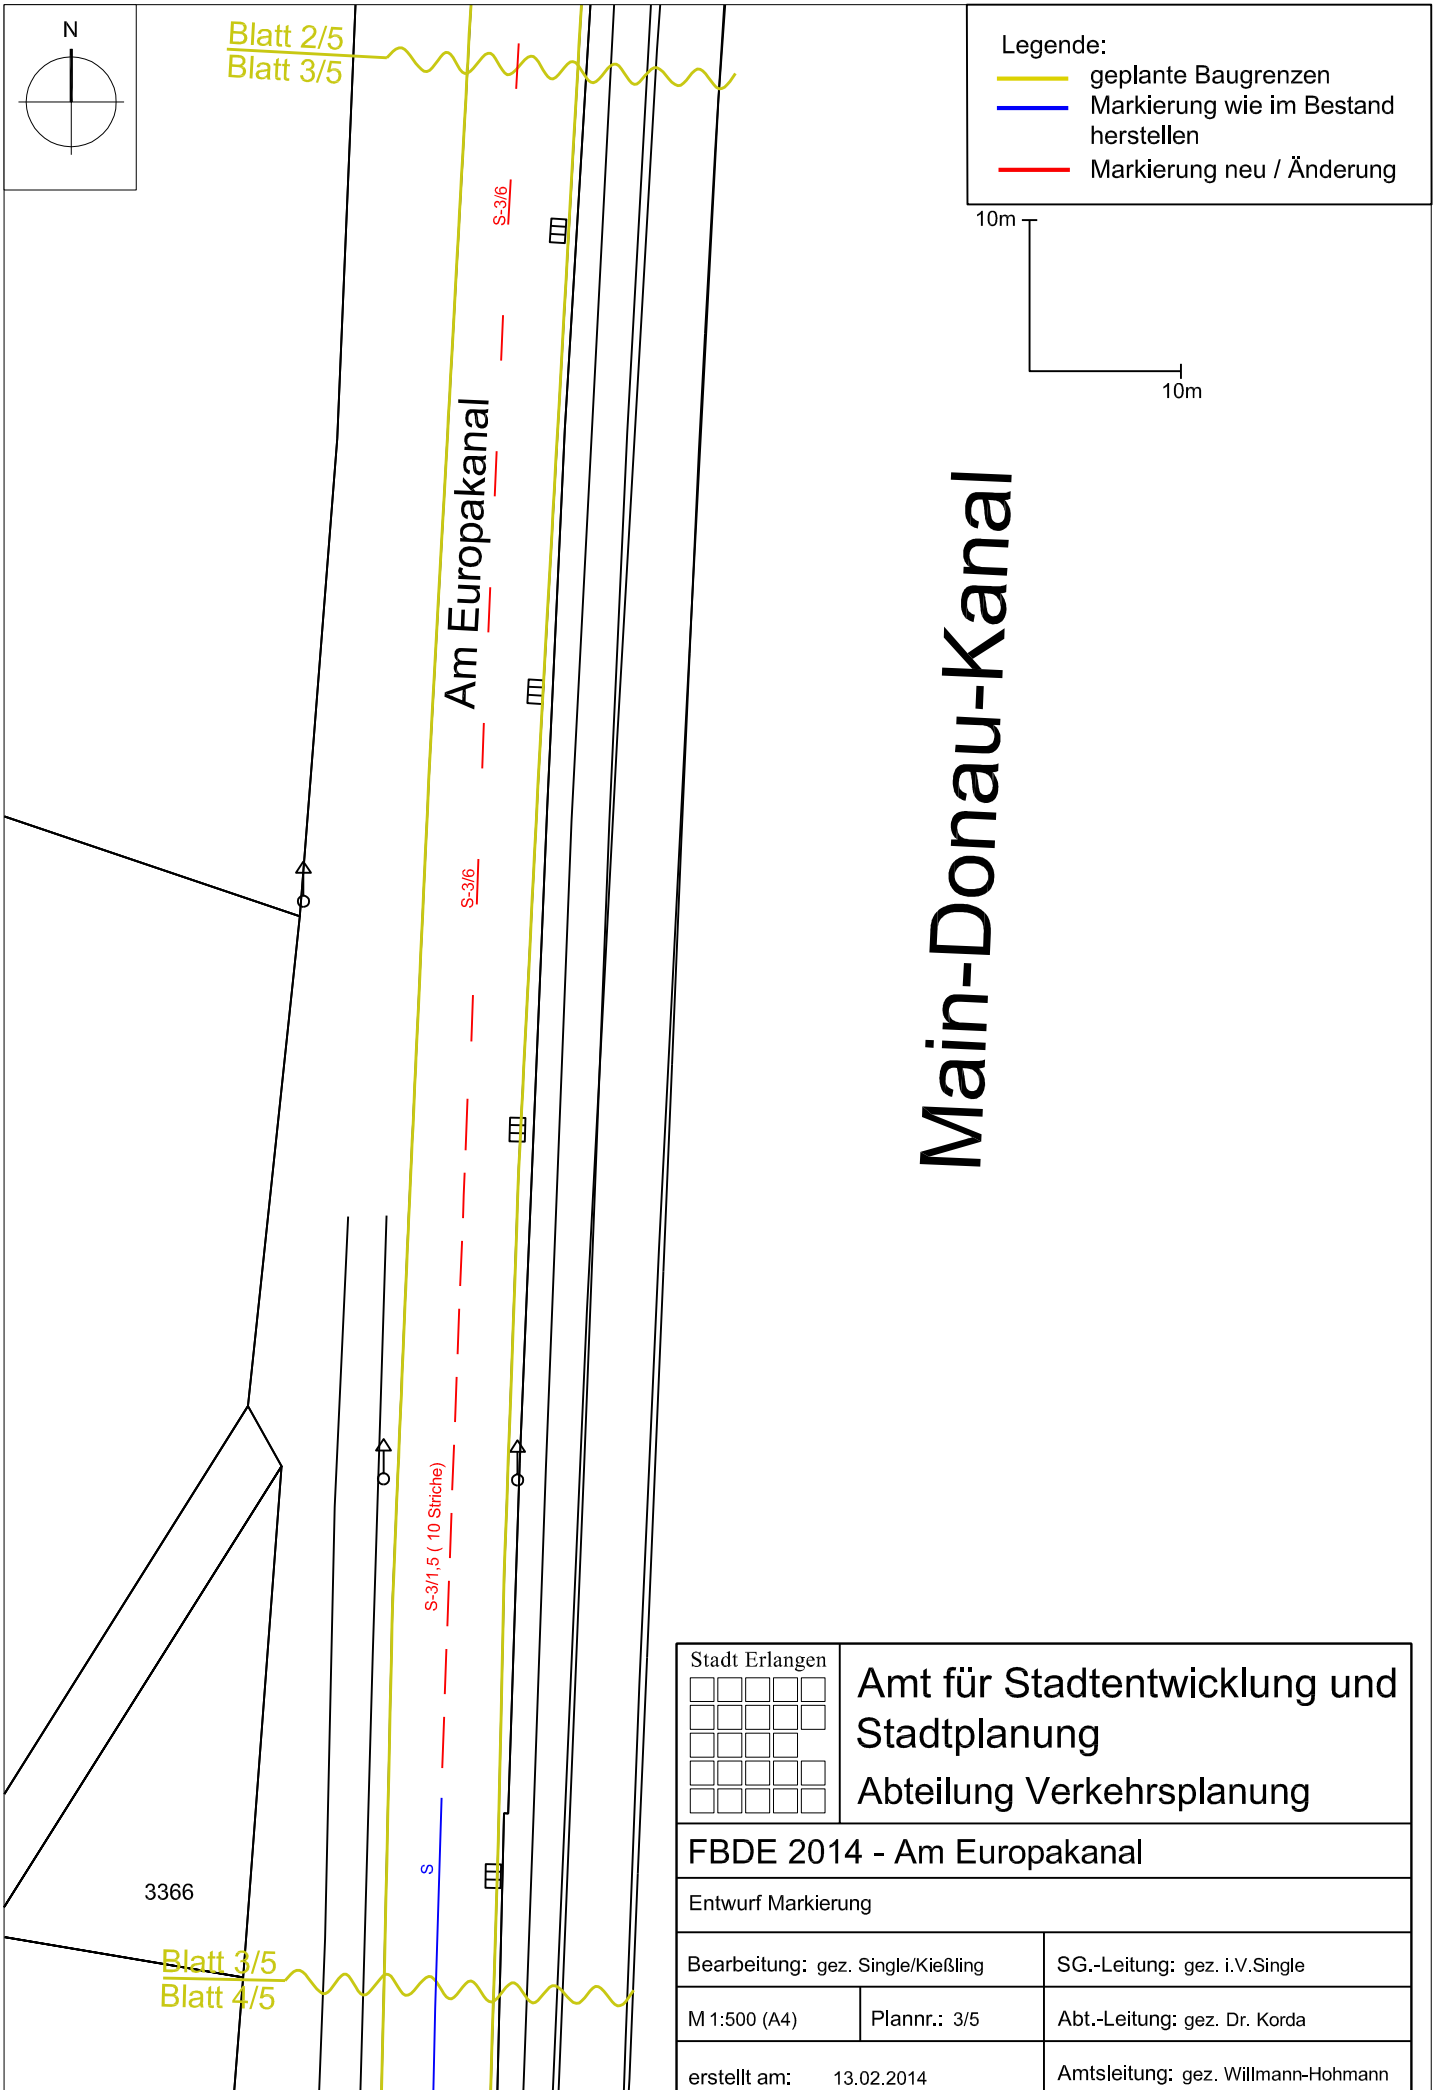 N
Blatt 2/5
Blatt 3/5
Legende:
geplante Baugrenzen
Markierung wie im Bestand
herstellen
Markierung neu / Änderung
10m
10m
S-3/6
Am Europakanal
Main-Donau-Kanal
S-3/6
S-3/1,5 ( 10 Striche)
S
3366
Blatt 3/5
Blatt 4/5
Stadt Erlangen
Amt für Stadtentwicklung und
Stadtplanung
Abteilung Verkehrsplanung
FBDE 2014 - Am Europakanal
Entwurf Markierung
Bearbeitung: gez. Single/Kießling
SG.-Leitung: gez. i.V.Single
M 1:500 (A4)
Plannr.: 3/5
Abt.-Leitung: gez. Dr. Korda
erstellt am: 13.02.2014
Amtsleitung: gez. Willmann-Hohmann